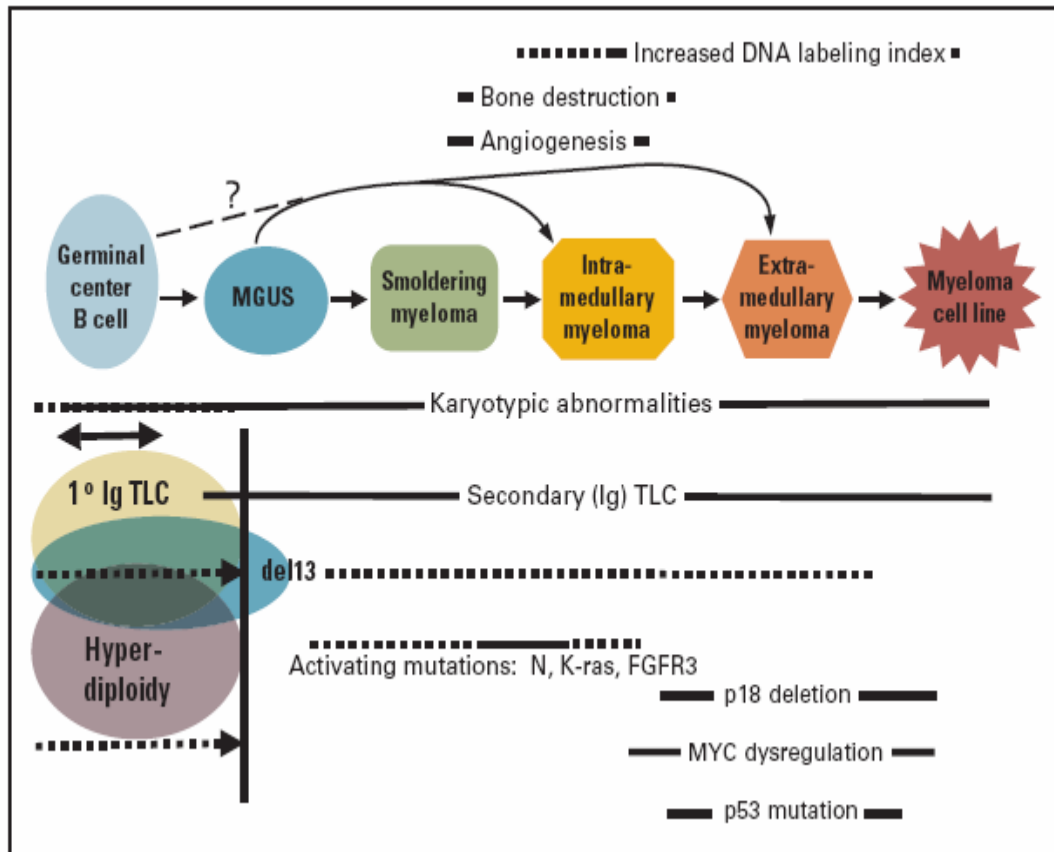 Increased DNA labeling index
Bone destruction
Angiogenesis
?
Germinal
center
B cell
MGUS
Smoldering
myeloma
Intra-
medullary
myeloma
Extra-
medullary
myeloma
Myeloma
cell line
Karyotypic abnormalities
1º Ig TLC
Secondary (Ig) TLC
del13
Hyper-
diploidy
Activating mutations: N, K-ras, FGFR3
p18 deletion
MYC dysregulation
p53 mutation